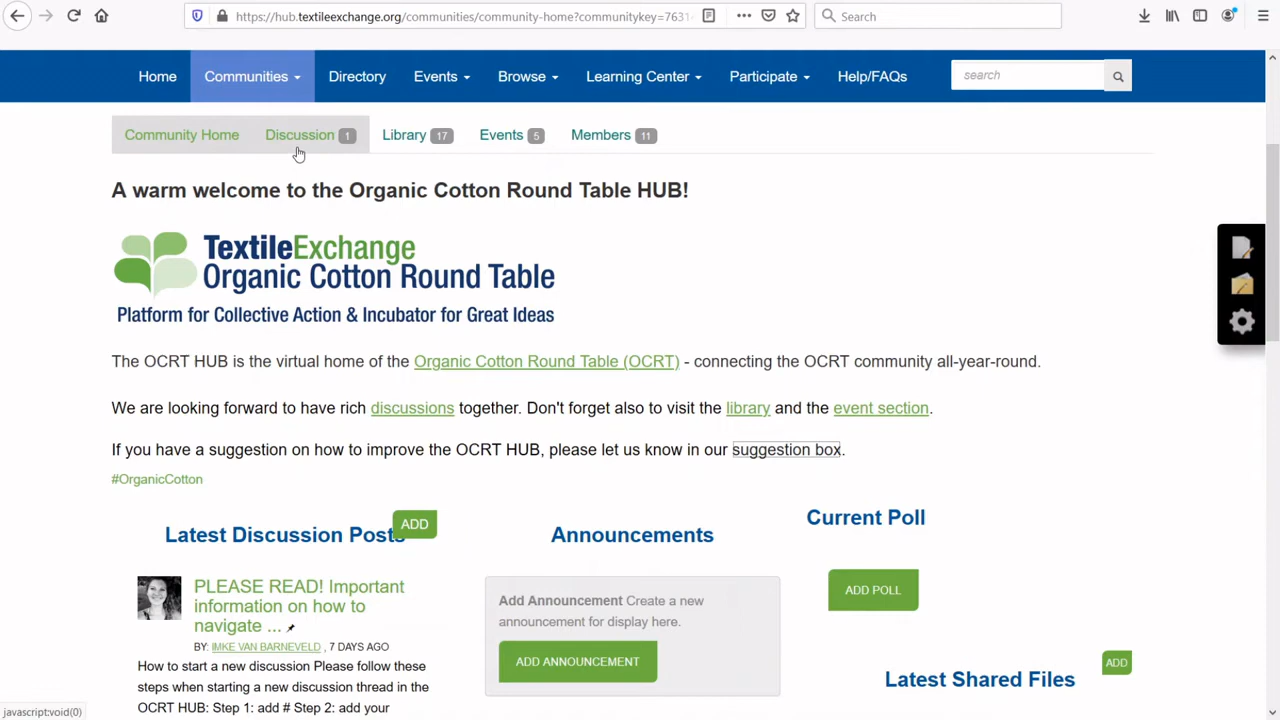 https://hub.textileexchange.org/communities/community-home?communitykey=7631
Search
Home
Communities
Directory
Events
Browse
Learning Center
Participate
Help/FAQs
search
Community Home
Discussion 1
Library 17
Events 5
Members 11
A warm welcome to the Organic Cotton Round Table HUB!
TextileExchange
Organic Cotton Round Table
Platform for Collective Action & Incubator for Great Ideas
The OCRT HUB is the virtual home of the Organic Cotton Round Table (OCRT) - connecting the OCRT community all-year-round.
We are looking forward to have rich discussions together. Don't forget also to visit the library and the event section.
If you have a suggestion on how to improve the OCRT HUB, please let us know in our suggestion box.
#OrganicCotton
Latest Discussion Posts
ADD
PLEASE READ! Important
information on how to
navigate ...
BY: IMKE VAN BARNEVELD , 7 DAYS AGO
How to start a new discussion Please follow these
steps when starting a new discussion thread in the
OCRT HUB: Step 1: add # Step 2: add your
Announcements
Add Announcement Create a new
announcement for display here.
ADD ANNOUNCEMENT
Current Poll
ADD POLL
Latest Shared Files
ADD
javascript:void(0)